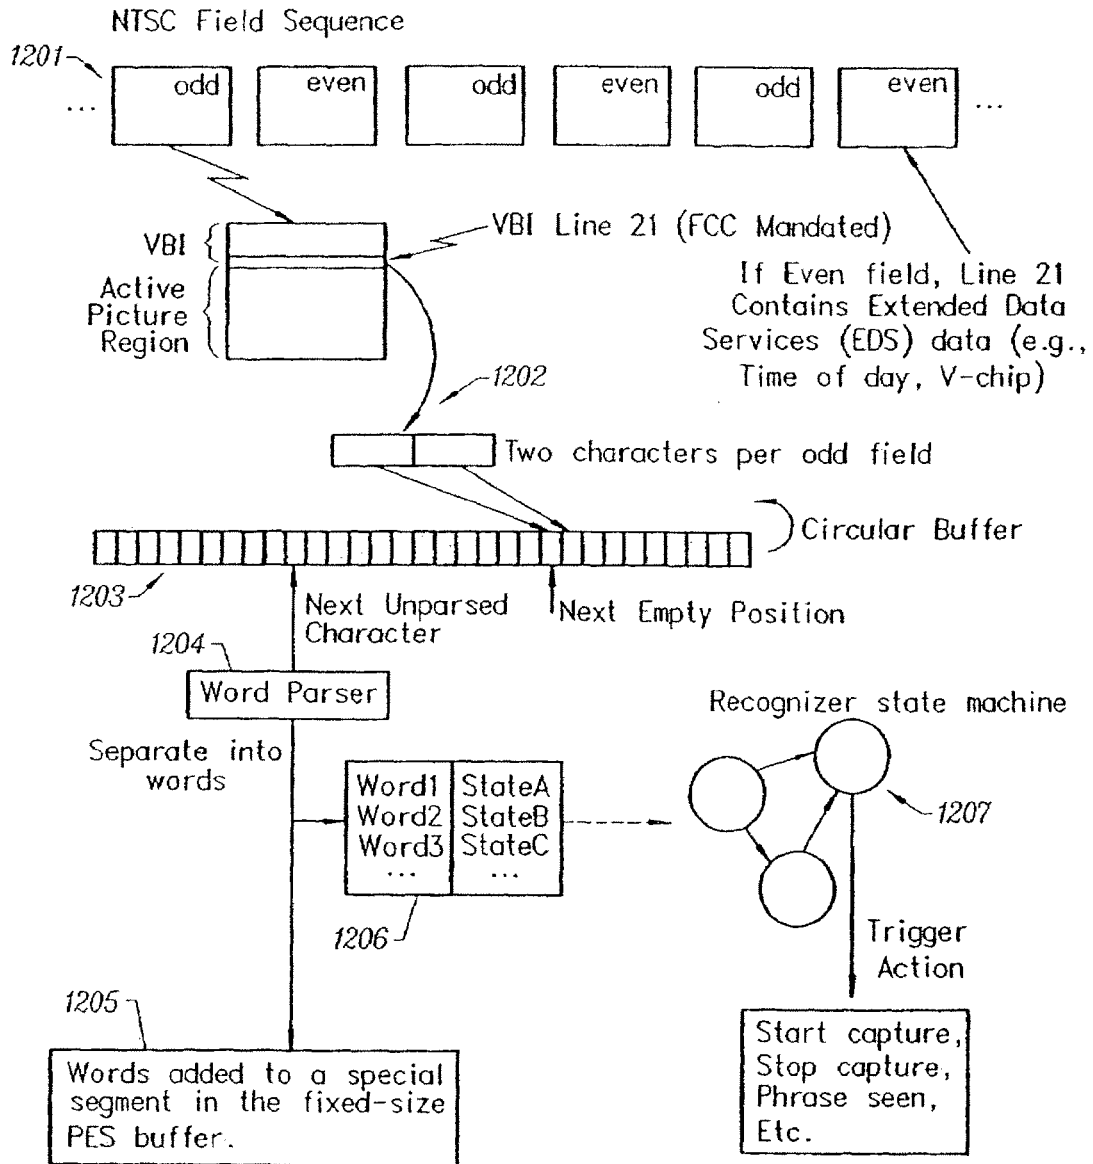 NTSC Field Sequence
1201
... odd even odd even odd even ...
VBI
VBI Line 21 (FCC Mandated)
Active
Picture
Region
If Even field, Line 21
Contains Extended Data
Services (EDS) data (e.g.,
Time of day, V-chip)
1202
Two characters per odd field
Circular Buffer
1203
Next Unparsed
Character
Next Empty Position
1204
Word Parser
Separate into
words
Recognizer state machine
Word1 StateA
Word2 StateB
Word3 StateC
... ...
1206
1207
Trigger
Action
1205
Words added to a special
segment in the fixed-size
PES buffer.
Start capture,
Stop capture,
Phrase seen,
Etc.